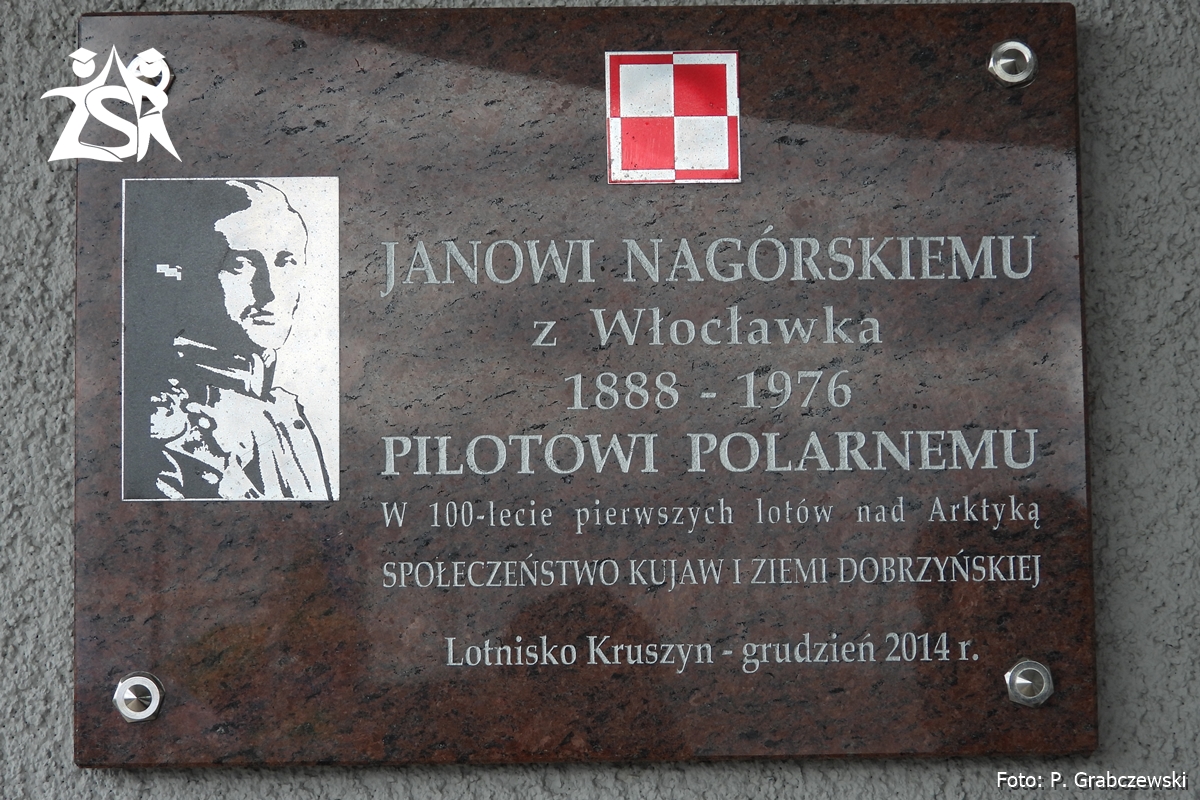 ZSA
JANOWI NAGÓRSKIEMU
z Włocławka
1888 - 1976
PILOTOWI POLARNEMU
W 100-lecie pierwszych lotów nad Arktyką
SPOŁECZEŃSTWO KUJAW I ZIEMI DOBRZYŃSKIEJ
Lotnisko Kruszyn - grudzień 2014 r.
Foto: P. Grabczewski